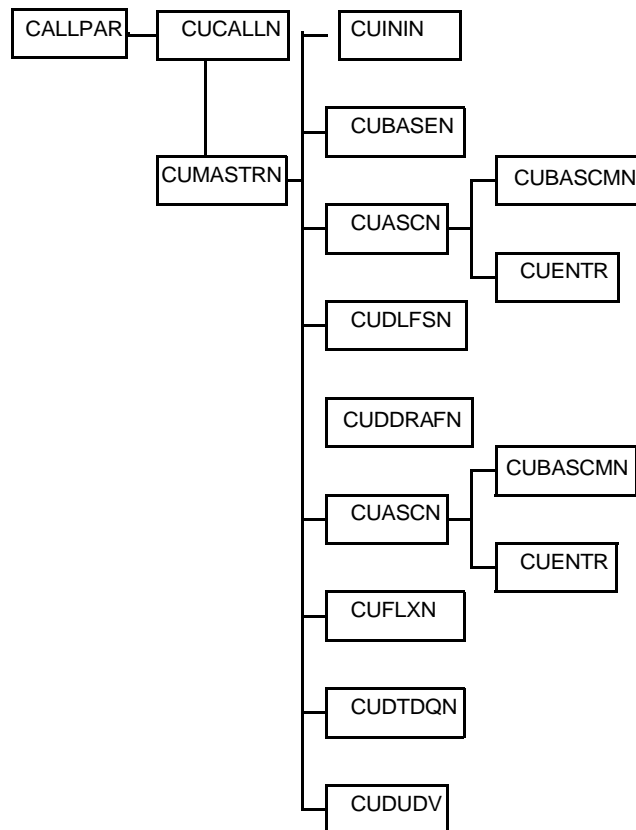 CALLPAR
CUCALLN
CUININ
CUBASEN
CUMASTRN
CUBASCMN
CUASCN
CUENTR
CUDLFSN
CUDDRAFN
CUBASCMN
CUASCN
CUENTR
CUFLXN
CUDTDQN
CUDUDV